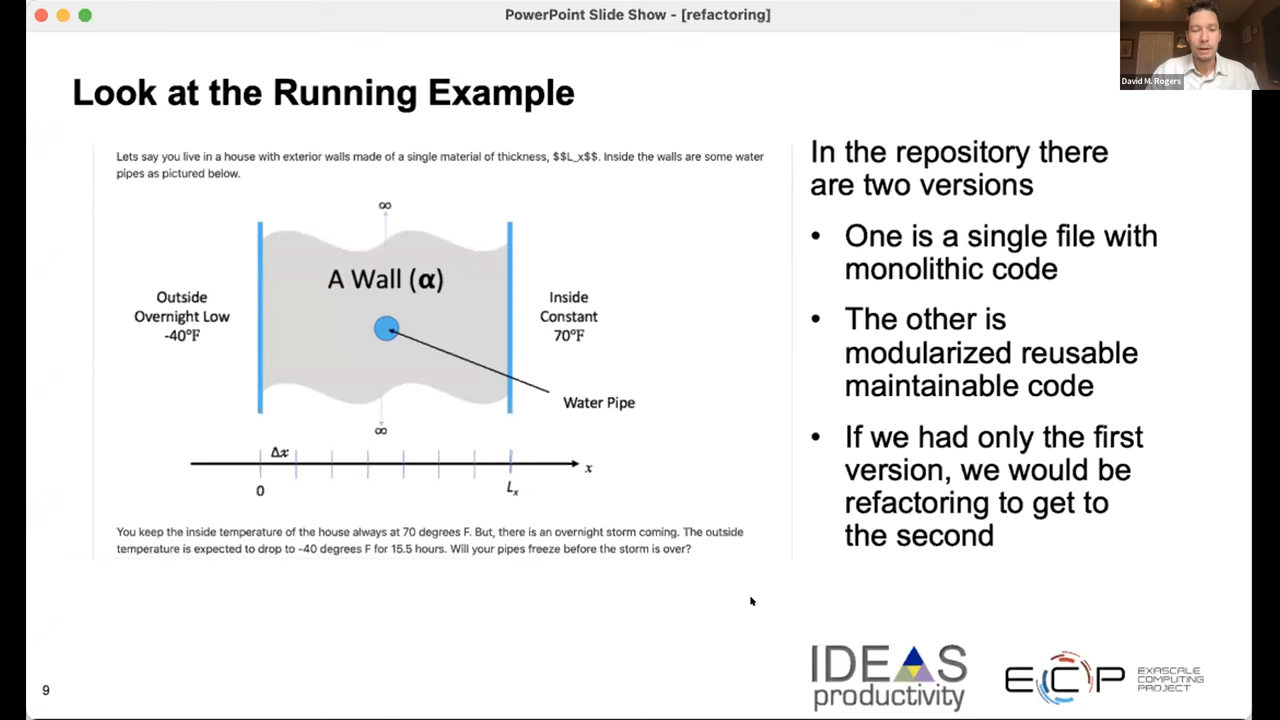 PowerPoint Slide Show - [refactoring]
David M. Rogers
Look at the Running Example
Lets say you live in a house with exterior walls made of a single material of thickness, $$L_x$$. Inside the walls are some water
pipes as pictured below.
∞
A Wall (α)
Outside
Overnight Low
-40°F
Inside
Constant
70°F
Water Pipe
∞
Δx
x
0
Lₓ
You keep the inside temperature of the house always at 70 degrees F. But, there is an overnight storm coming. The outside
temperature is expected to drop to -40 degrees F for 15.5 hours. Will your pipes freeze before the storm is over?
In the repository there
are two versions
• One is a single file with
monolithic code
• The other is
modularized reusable
maintainable code
• If we had only the first
version, we would be
refactoring to get to
the second
9
IDEAS
productivity
ECP
EXASCALE
COMPUTING
PROJECT